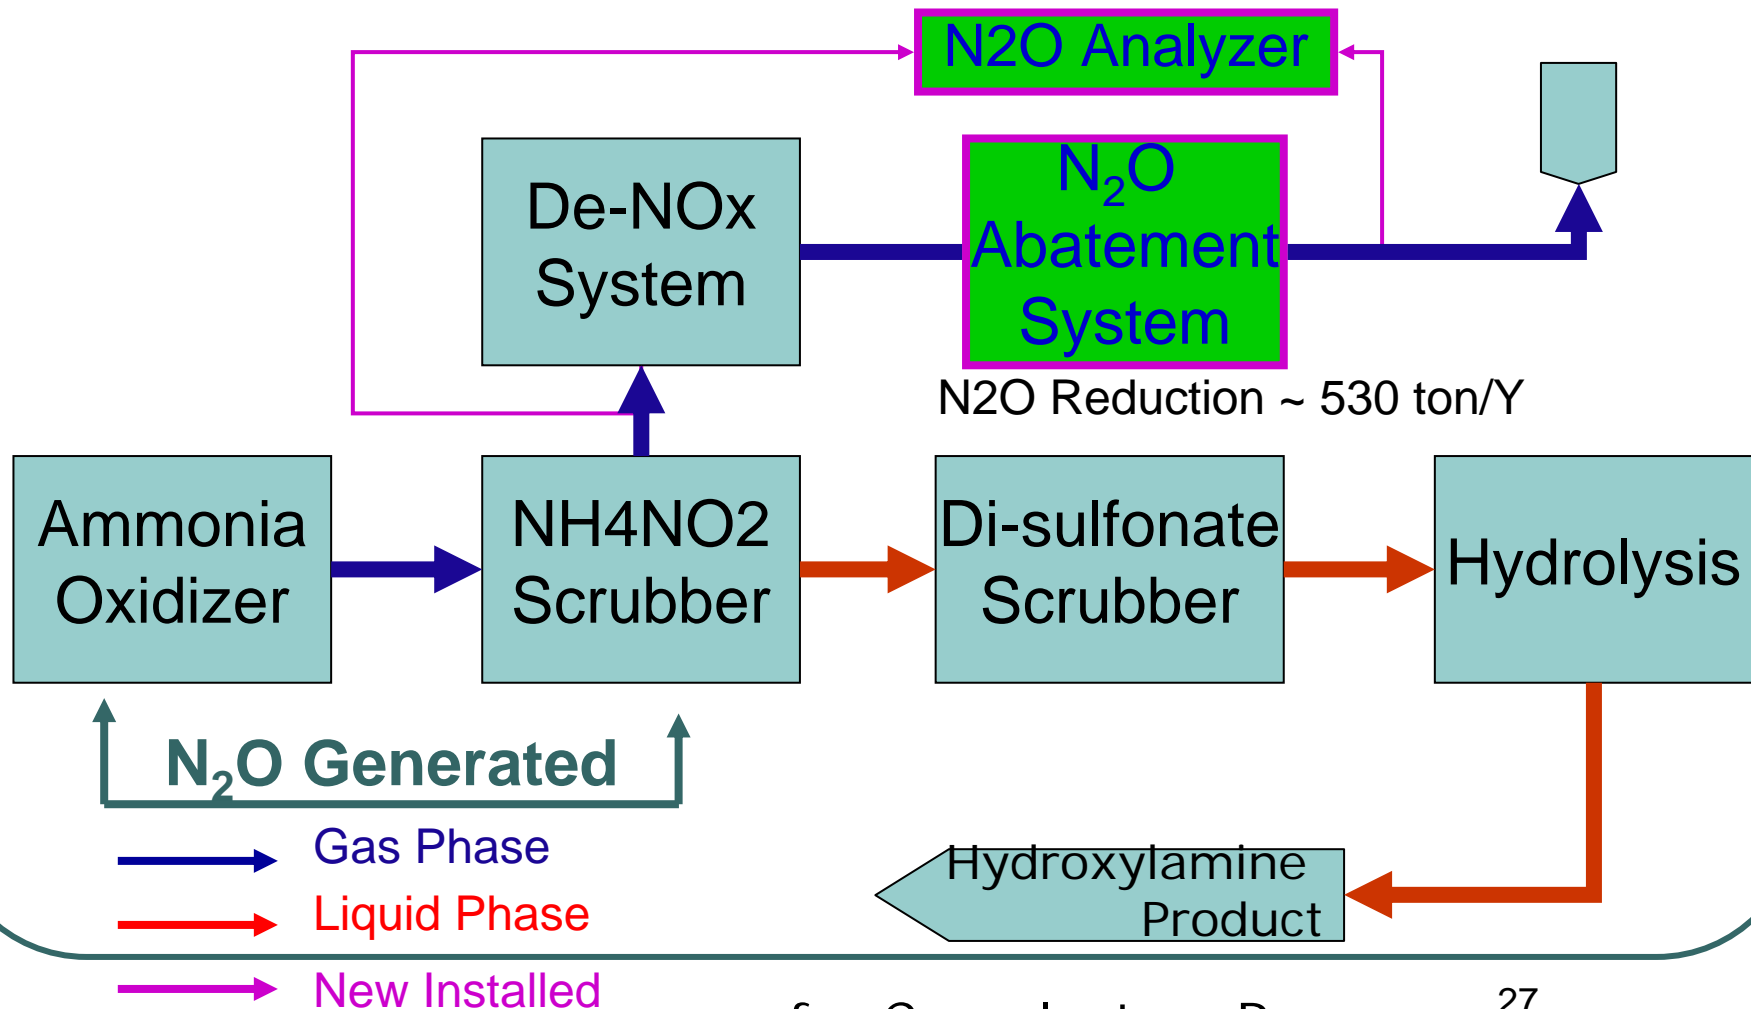 N2O Analyzer
De-NOx
System
N₂O
Abatement
System
N2O Reduction ~ 530 ton/Y
Ammonia
Oxidizer
NH4NO2
Scrubber
Di-sulfonate
Scrubber
Hydrolysis
N₂O Generated
Gas Phase
Liquid Phase
New Installed
Hydroxylamine
Product
27